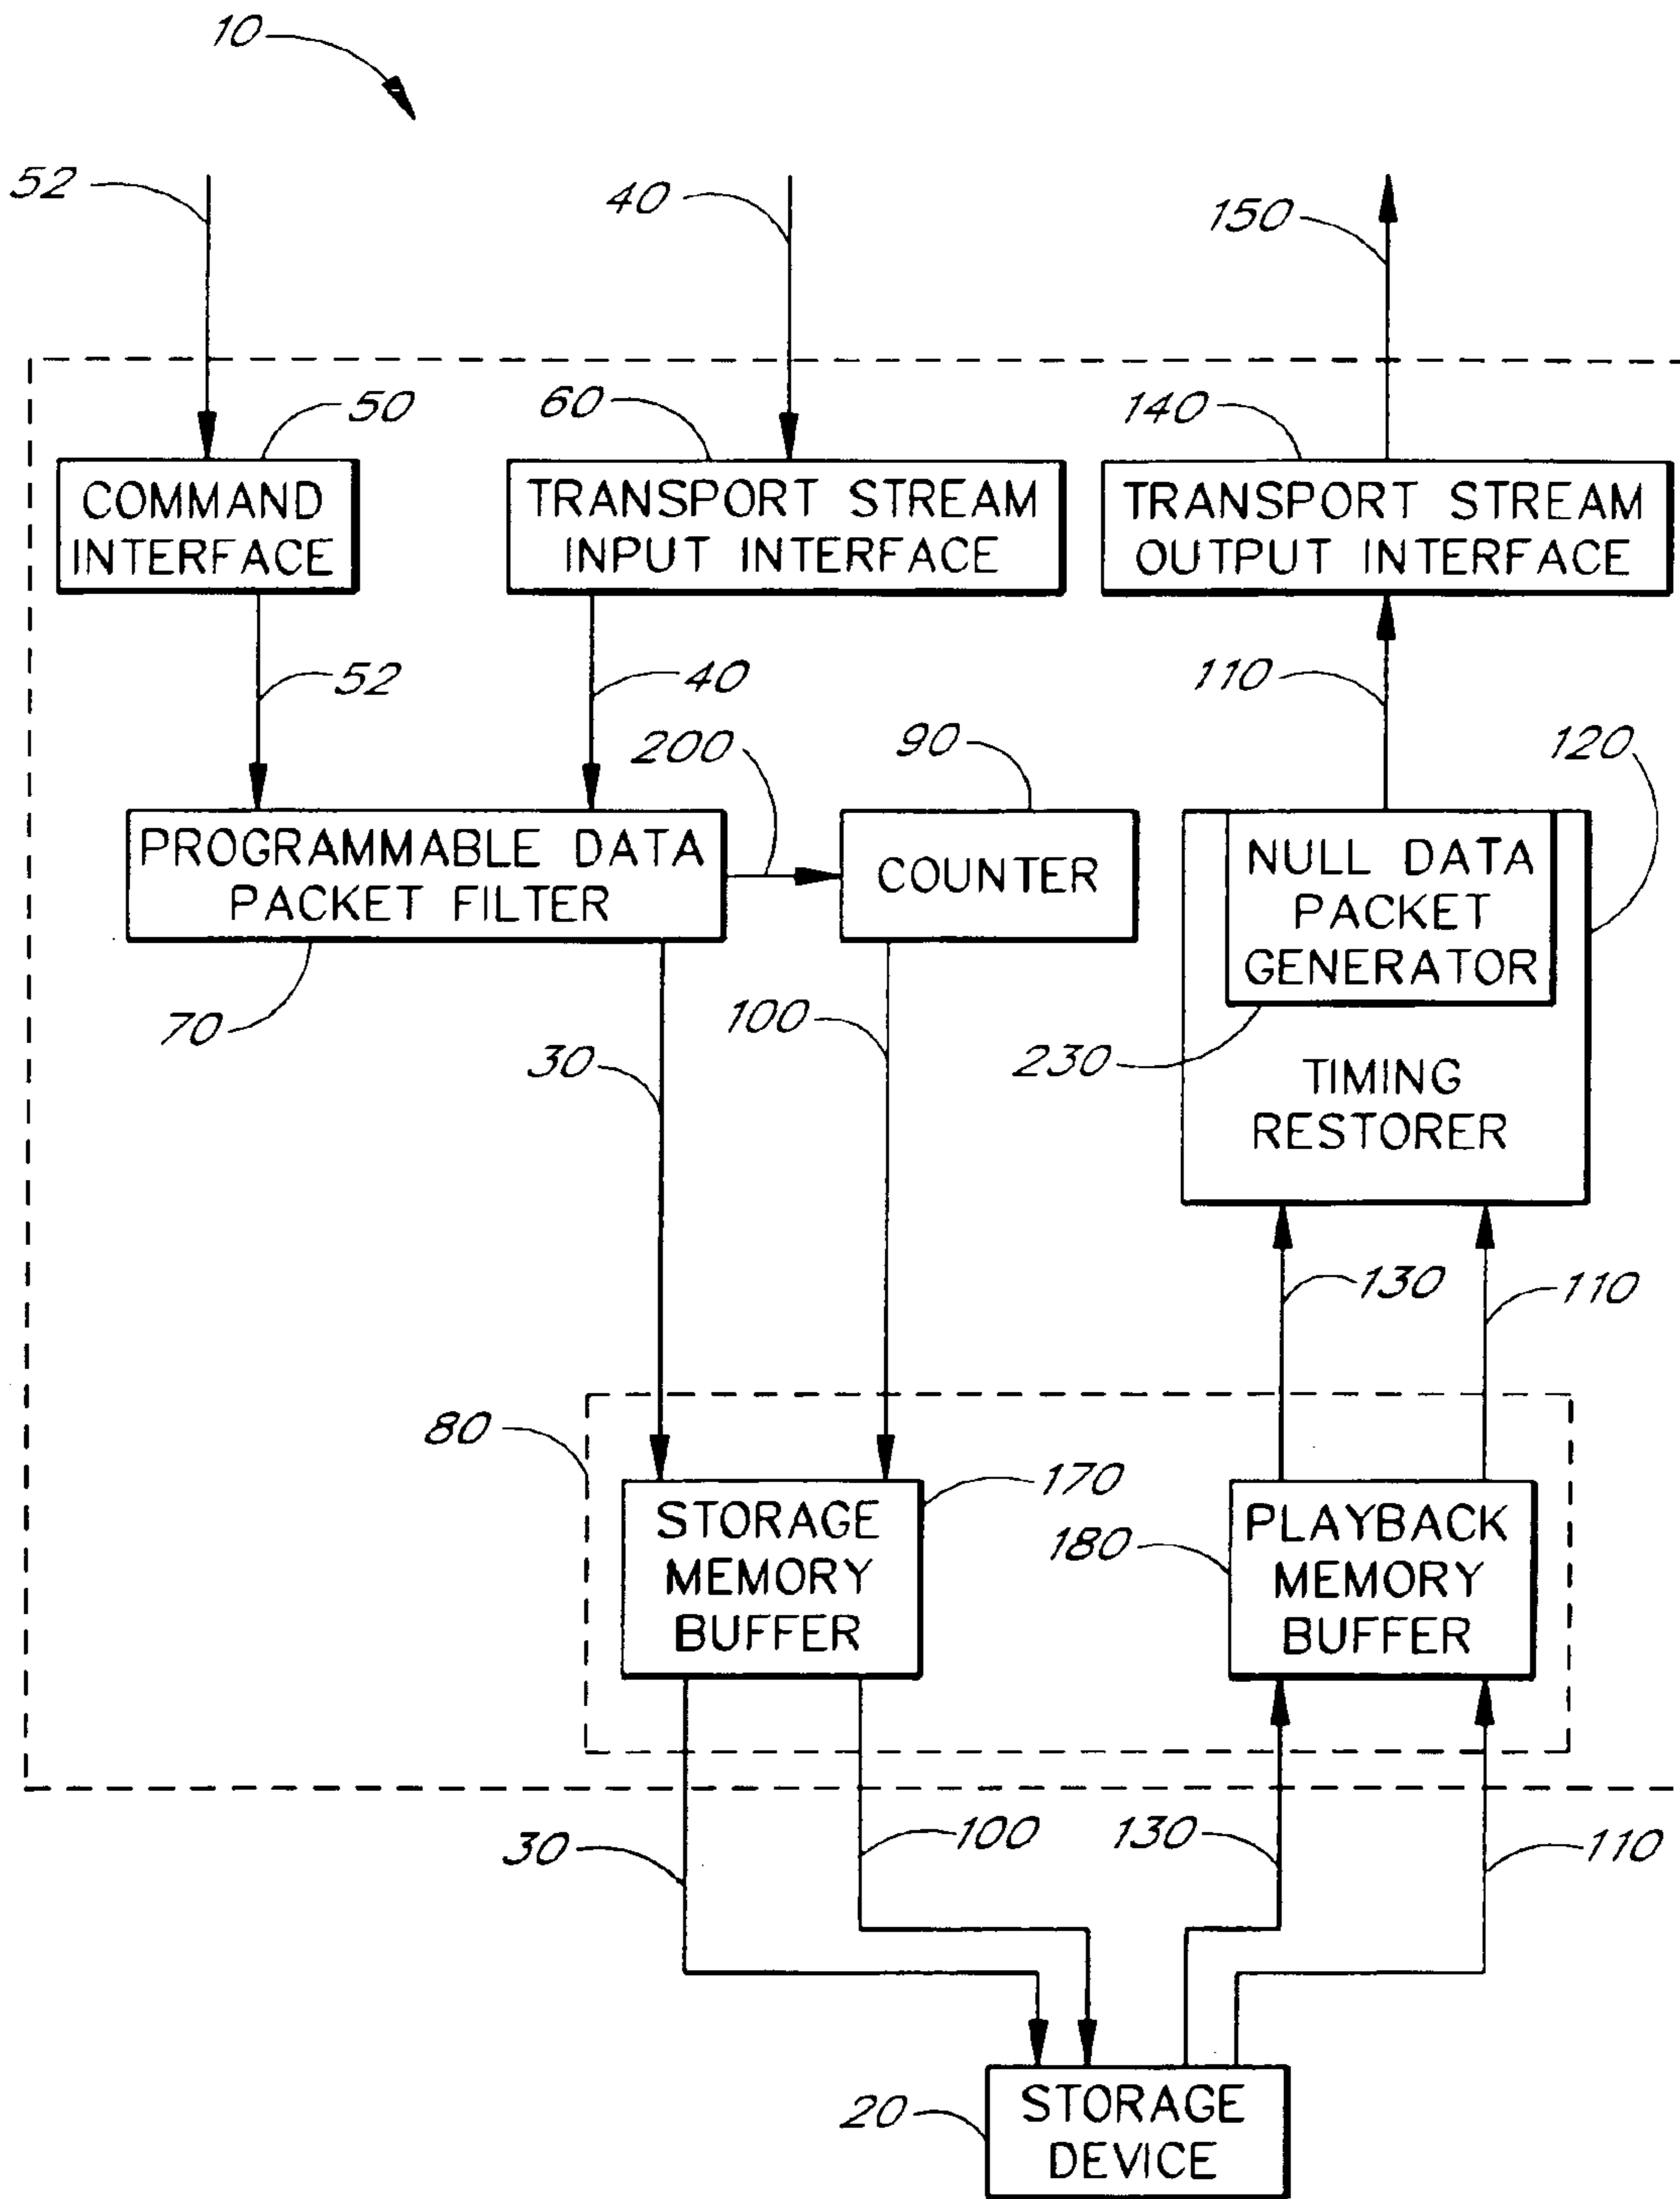 10
52
40
150
50
60
140
COMMAND
INTERFACE
TRANSPORT STREAM
INPUT INTERFACE
TRANSPORT STREAM
OUTPUT INTERFACE
52
40
110
200
90
120
PROGRAMMABLE DATA
PACKET FILTER
COUNTER
NULL DATA
PACKET
GENERATOR
70
30
100
230
TIMING
RESTORER
130
110
80
170
180
STORAGE
MEMORY
BUFFER
PLAYBACK
MEMORY
BUFFER
30
100
130
110
20
STORAGE
DEVICE